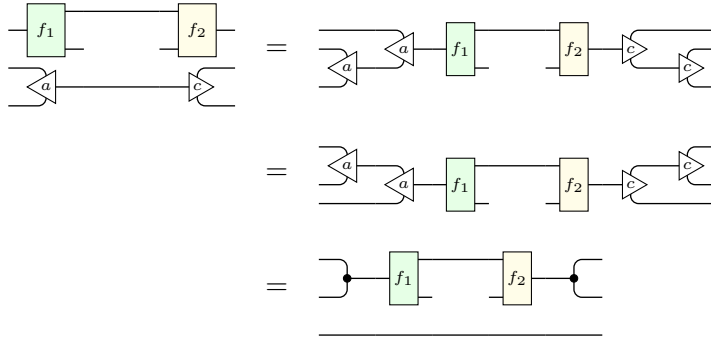 f₁ f₂ = a f₁ f₂ c
a c a c
= a a f₁ f₂ c c
= f₁ f₂